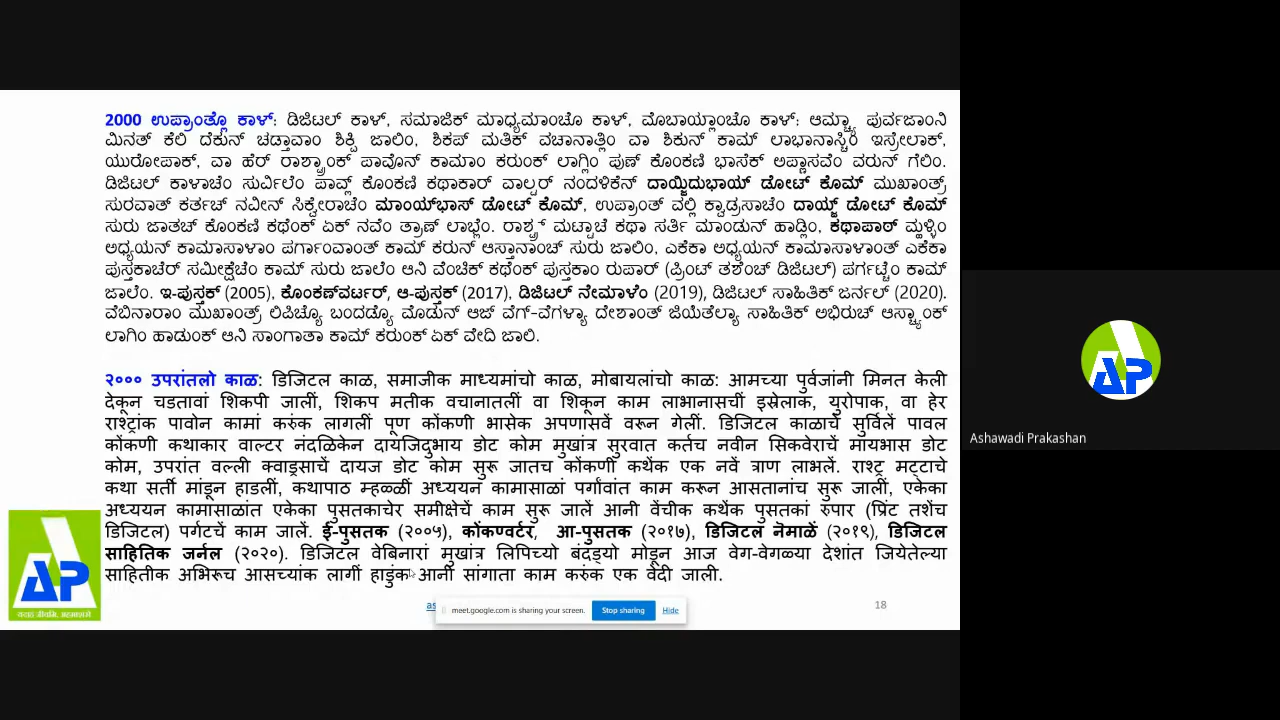 2000 ಉಪ್ರಾಂತ್ಲೊ ಕಾಳ್: ಡಿಜಿಟಲ್ ಕಾಳ್, ಸಮಾಜಿಕ್ ಮಾಧ್ಯಮಾಂಚೊ ಕಾಳ್, ಮೊಬಾಯ್ಲಾಂಚೊ ಕಾಳ್: ಆಮ್ಚ್ಯಾ ಪುರ್ವಜಾಂನಿ
ಮಿನತ್ ಕೆಲಿ ದೆಕುನ್ ಚಡ್ತಾವಾಂ ಶಿಕ್ಪಿ ಜಾಲಿಂ, ಶಿಕಪ್ ಮತಿಕ್ ವಚಾನಾತ್ಲಿಂ ವಾ ಶಿಕುನ್ ಕಾಮ್ ಲಾಭಾನಾಸ್ಚಿಂ ಇಸ್ರೇಲಾಕ್,
ಯುರೋಪಾಕ್, ವಾ ಹೆರ್ ರಾಶ್ಟ್ರಾಂಕ್ ಪಾವೊನ್ ಕಾಮಾಂ ಕರುಂಕ್ ಲಾಗ್ಲಿಂ ಪುಣ್ ಕೊಂಕಣಿ ಭಾಸೆಕ್ ಅಪ್ಣಾಸವೆಂ ವರುನ್ ಗೆಲಿಂ.
ಡಿಜಿಟಲ್ ಕಾಳಾಚೆಂ ಸುರ್ವಿಲೆಂ ಪಾವ್ಲ್ ಕೊಂಕಣಿ ಕಥಾಕಾರ್ ವಾಲ್ಟರ್ ನಂದಳಿಕೆನ್ ದಾಯ್ಜಿದುಭಾಯ್ ಡೋಟ್ ಕೊಮ್ ಮುಖಾಂತ್ರ್
ಸುರವಾತ್ ಕರ್ತಚ್ ನವೀನ್ ಸಿಕ್ವೇರಾಚೆಂ ಮಾಂಯ್‌ಭಾಸ್ ಡೋಟ್ ಕೊಮ್, ಉಪ್ರಾಂತ್ ವಲ್ಲಿ ಕ್ವಾಡ್ರಸಾಚೆಂ ದಾಯ್ಜ್ ಡೋಟ್ ಕೊಮ್
ಸುರು ಜಾತಚ್ ಕೊಂಕಣಿ ಕಥೆಂಕ್ ಏಕ್ ನವೆಂ ತ್ರಾಣ್ ಲಾಭ್ಲೆಂ. ರಾಶ್ಟ್ರ್ ಮಟ್ಟಾಚೆ ಕಥಾ ಸರ್ತಿ ಮಾಂಡುನ್ ಹಾಡ್ಲಿಂ, ಕಥಾಪಾಠ್ ಮ್ಹಳ್ಳಿಂ
ಅಧ್ಯಯನ್ ಕಾಮಾಸಾಳಾಂ ಪರ್ಗಾಂವಾಂತ್ ಕಾಮ್ ಕರುನ್ ಆಸ್ತಾನಾಂಚ್ ಸುರು ಜಾಲಿಂ, ಎಕೆಕಾ ಅಧ್ಯಯನ್ ಕಾಮಾಸಾಳಾಂತ್ ಎಕೆಕಾ
ಪುಸ್ತಕಾಚೆರ್ ಸಮೀಕ್ಷೆಚೆಂ ಕಾಮ್ ಸುರು ಜಾಲೆಂ ಆನಿ ವೆಂಚಿಕ್ ಕಥೆಂಕ್ ಪುಸ್ತಕಾಂ ರುಪಾರ್ (ಪ್ರಿಂಟ್ ತಶೆಂಚ್ ಡಿಜಿಟಲ್) ಪರ್ಗಟ್ಚೆಂ ಕಾಮ್
ಜಾಲೆಂ. ಇ-ಪುಸ್ತಕ್ (2005), ಕೊಂಕಣ್‌ವರ್ಟರ್, ಆ-ಪುಸ್ತಕ್ (2017), ಡಿಜಿಟಲ್ ನೇಮಾಳೆಂ (2019), ಡಿಜಿಟಲ್ ಸಾಹಿತಿಕ್ ಜರ್ನಲ್ (2020).
ವೆಬಿನಾರಾಂ ಮುಖಾಂತ್ರ್ ಲಿಪಿಚ್ಯೊ ಬಂದಡ್ಯೊ ಮೊಡುನ್ ಆಜ್ ವೆಗ್-ವೆಗಳ್ಯಾ ದೇಶಾಂತ್ ಜಿಯೆತೆಲ್ಯಾ ಸಾಹಿತಿಕ್ ಅಭಿರುಚ್ ಆಸ್ಚ್ಯಾಂಕ್
ಲಾಗಿಂ ಹಾಡುಂಕ್ ಆನಿ ಸಾಂಗಾತಾ ಕಾಮ್ ಕರುಂಕ್ ಏಕ್ ವೇದಿ ಜಾಲಿ.
२००० उपरांतलो काळ: डिजिटल काळ, समाजीक माध्यमांचो काळ, मोबायलांचो काळ: आमच्या पुर्वजांनी मिनत केली
देकून चडतावां शिकपी जालीं, शिकप मतीक वचानातलीं वा शिकून काम लाभानासचीं इस्रेलाक, युरोपाक, वा हेर
राश्ट्रांक पावोन कामां करुंक लागलीं पूण कोंकणी भासेक अपणासवें वरून गेलीं. डिजिटल काळाचें सुर्विलें पावल
कोंकणी कथाकार वाल्टर नंदळिकेन दायजिदुभाय डोट कोम मुखांत्र सुरवात कर्तच नवीन सिकवेराचें मांयभास डोट
कोम, उपरांत वल्ली क्वाड्रसाचें दायज डोट कोम सुरू जातच कोंकणी कथेंक एक नवें त्राण लाभलें. राश्ट्र मट्टाचे
कथा सर्ती मांडून हाडलीं, कथापाठ म्हळ्ळीं अध्ययन कामासाळां पर्गांवांत काम करून आसतानांच सुरू जालीं, एकेका
अध्ययन कामासाळांत एकेका पुसतकाचेर समीक्षेचें काम सुरू जालें आनी वेंचीक कथेंक पुसतकां रुपार (प्रिंट तशेंच
डिजिटल) पर्गटचें काम जालें. ई-पुसतक (२००५), कोंकण्वर्टर, आ-पुसतक (२०१७), डिजिटल नेमाळें (२०१९), डिजिटल
साहितिक जर्नल (२०२०). डिजिटल वेबिनारां मुखांत्र लिपिच्यो बंदड्यो मोडून आज वेग-वेगळ्या देशांत जियेतेल्या
साहितीक अभिरूच आसच्यांक लागीं हाडुंक आनी सांगाता काम करुंक एक वेदी जाली.
as
18
meet.google.com is sharing your screen.
Stop sharing
Hide
AP
AP
Ashawadi Prakashan